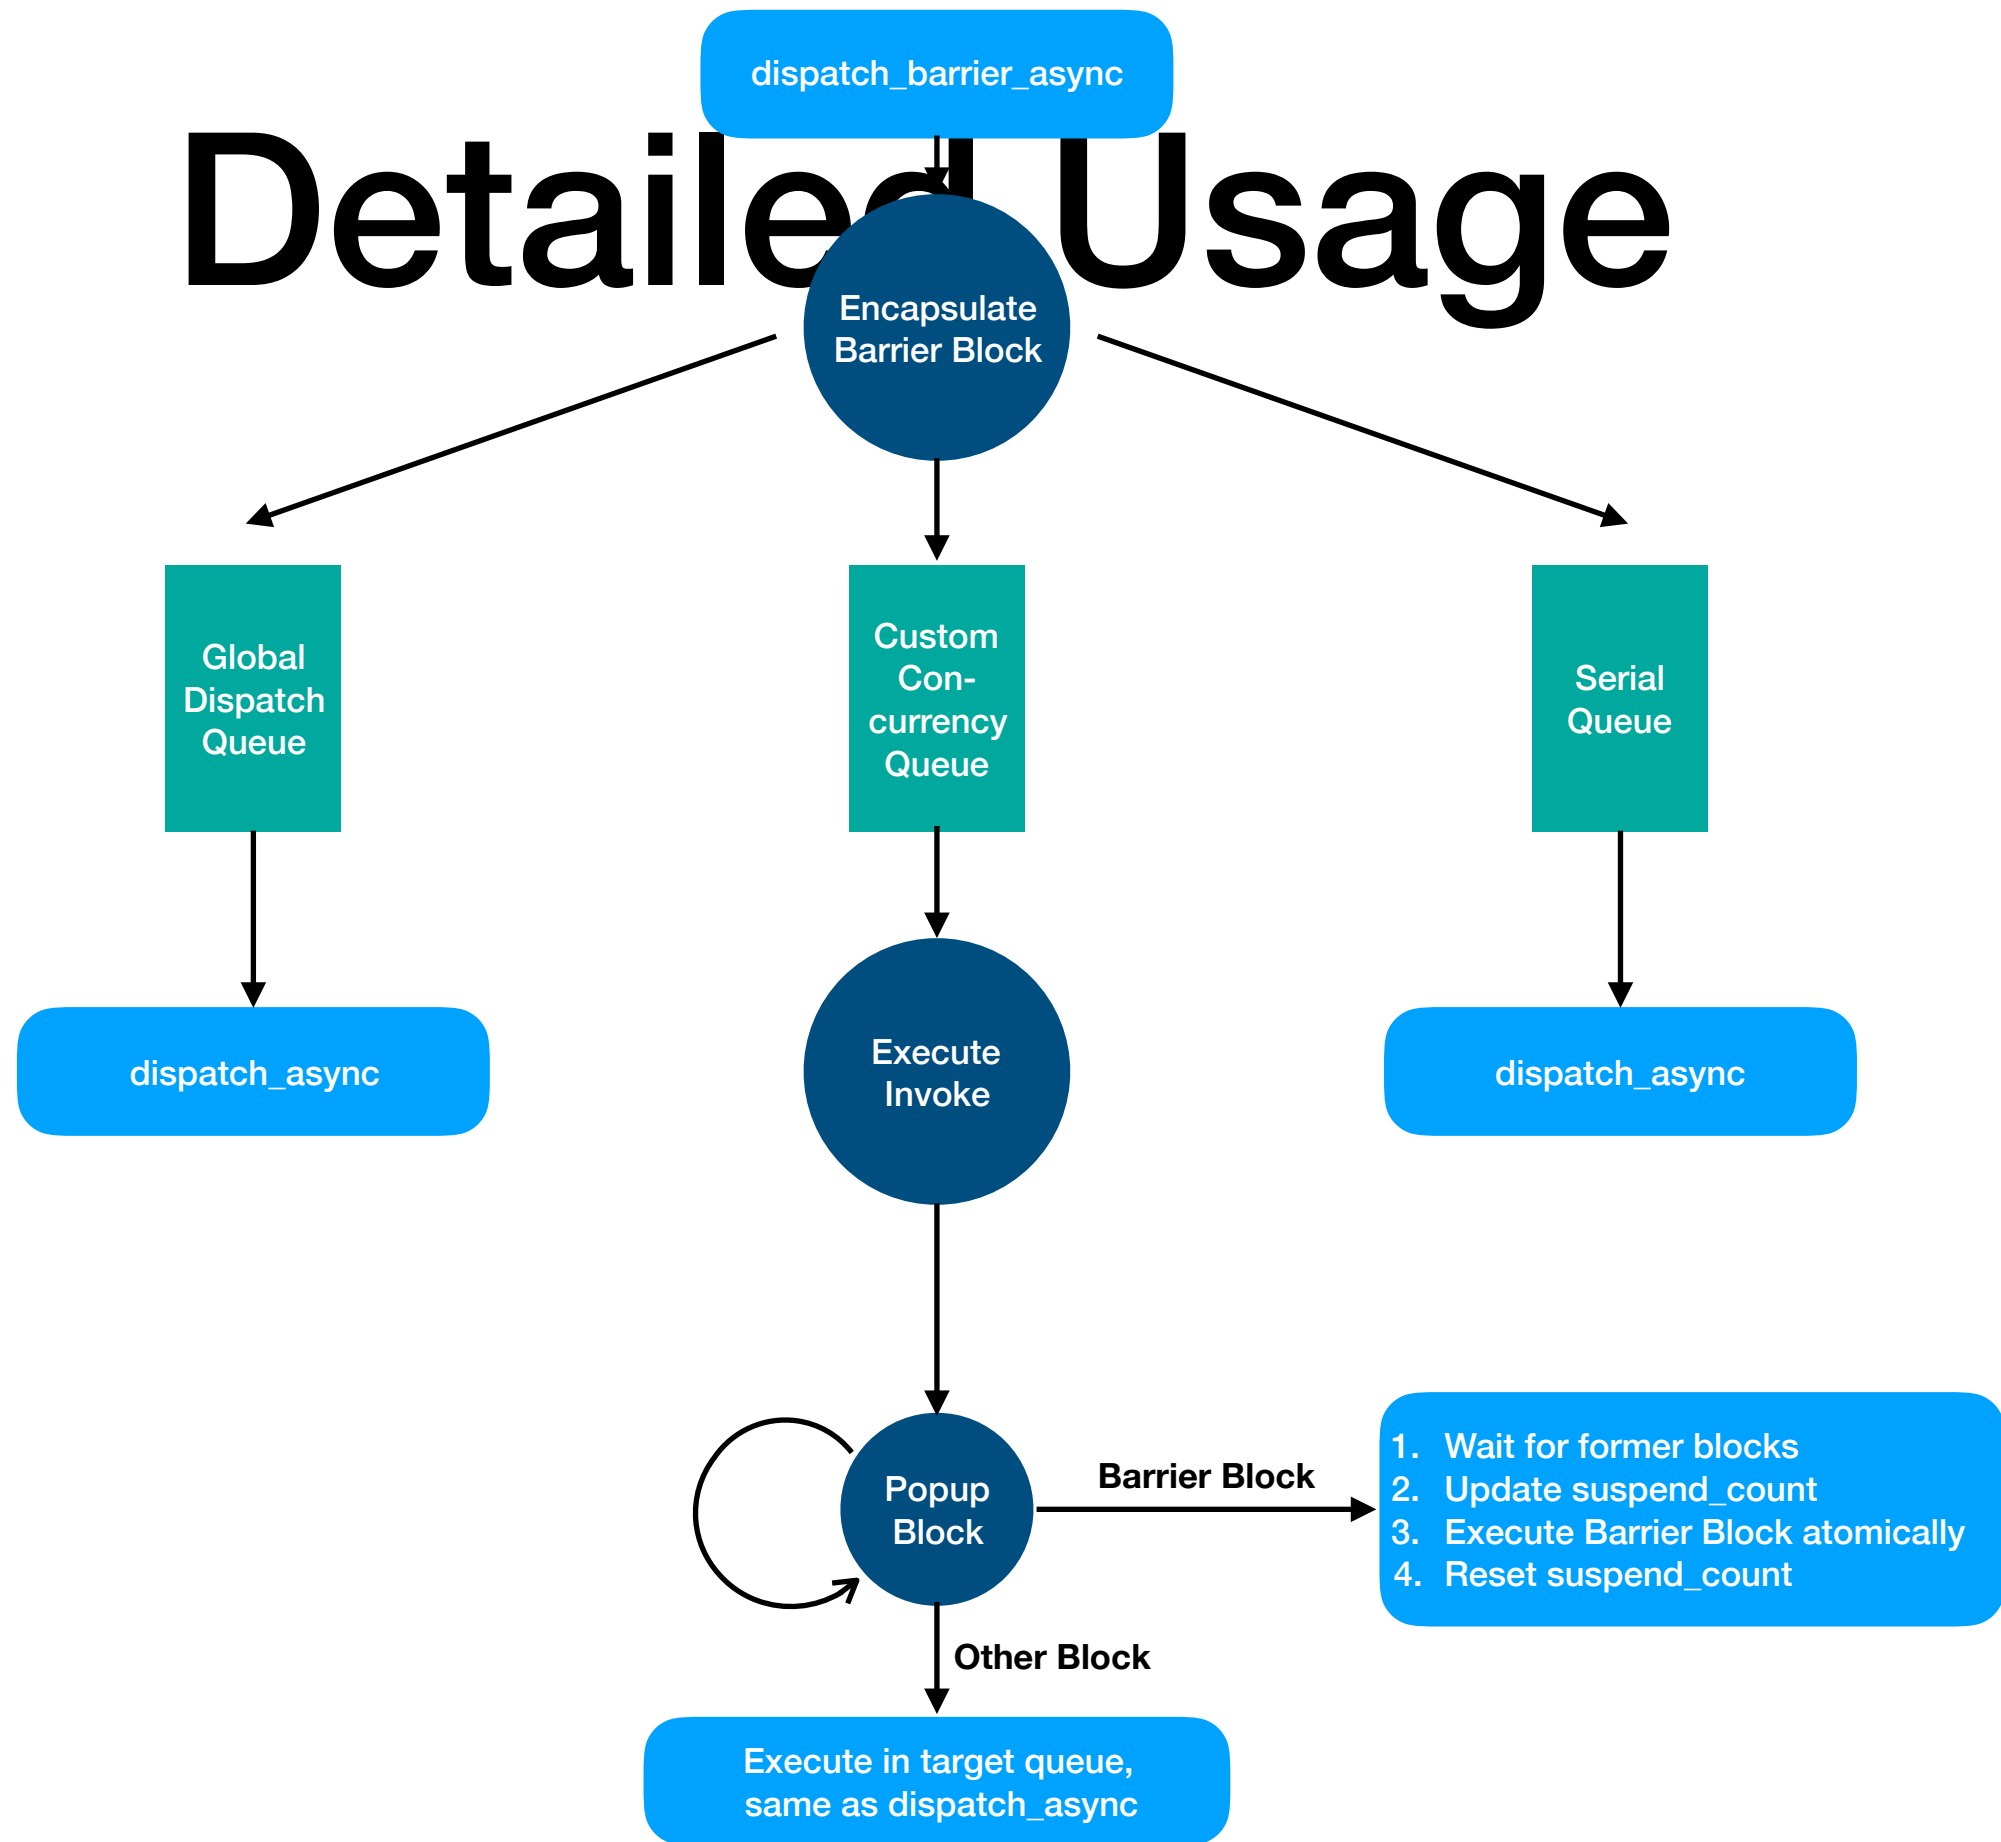 dispatch_barrier_async
Detailed Usage
Encapsulate
Barrier Block
Global
Dispatch
Queue
Custom
Con-
currency
Queue
Serial
Queue
dispatch_async
Execute
Invoke
dispatch_async
Popup
Block
Barrier Block
1. Wait for former blocks
2. Update suspend_count
3. Execute Barrier Block atomically
4. Reset suspend_count
Other Block
Execute in target queue,
same as dispatch_async